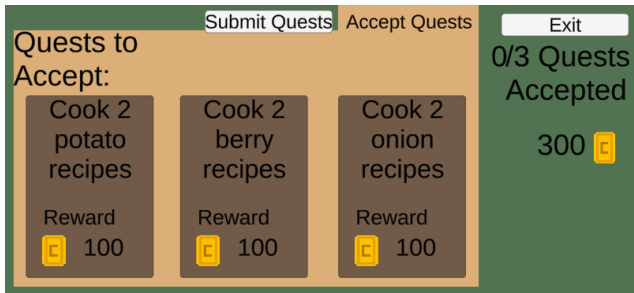 Submit Quests
Accept Quests
Exit
Quests to
Accept:
0/3 Quests
Accepted
300
Cook 2
potato
recipes
Reward
100
Cook 2
berry
recipes
Reward
100
Cook 2
onion
recipes
Reward
100